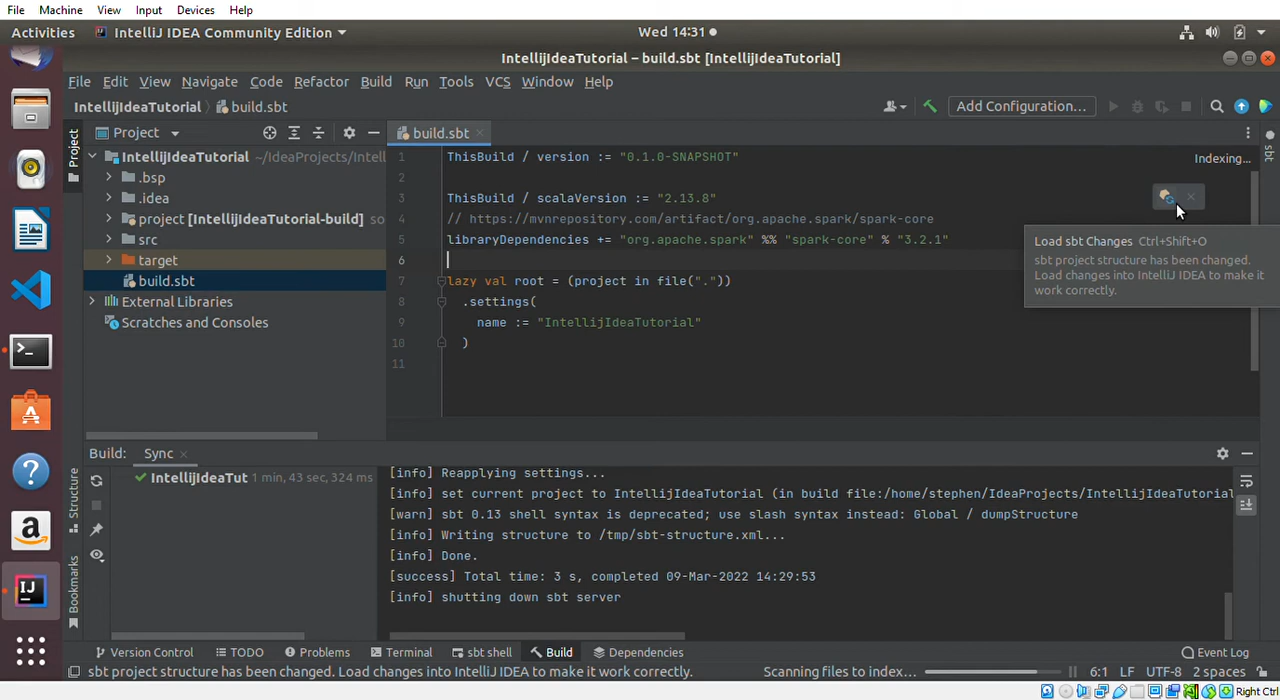 File Machine View Input Devices Help
Activities IntelliJ IDEA Community Edition Wed 14:31
IntellijIdeaTutorial – build.sbt [IntellijIdeaTutorial]
File Edit View Navigate Code Refactor Build Run Tools VCS Window Help
IntellijIdeaTutorial build.sbt Add Configuration...
Project
Project
build.sbt
sbt
IntellijIdeaTutorial ~/IdeaProjects/Intell
.bsp
.idea
project [IntellijIdeaTutorial-build] so
src
target
build.sbt
External Libraries
Scratches and Consoles
1 ThisBuild / version := "0.1.0-SNAPSHOT"
2
3 ThisBuild / scalaVersion := "2.13.8"
4 // https://mvnrepository.com/artifact/org.apache.spark/spark-core
5 libraryDependencies += "org.apache.spark" %% "spark-core" % "3.2.1"
6
7 lazy val root = (project in file("."))
8 .settings(
9 name := "IntellijIdeaTutorial"
10 )
11
Indexing...
Load sbt Changes Ctrl+Shift+O
sbt project structure has been changed.
Load changes into IntelliJ IDEA to make it
work correctly.
Build: Sync
IntellijIdeaTut 1 min, 43 sec, 324 ms
[info] Reapplying settings...
[info] set current project to IntellijIdeaTutorial (in build file:/home/stephen/IdeaProjects/IntellijIdeaTutorial
[warn] sbt 0.13 shell syntax is deprecated; use slash syntax instead: Global / dumpStructure
[info] Writing structure to /tmp/sbt-structure.xml...
[info] Done.
[success] Total time: 3 s, completed 09-Mar-2022 14:29:53
[info] shutting down sbt server
Structure
Bookmarks
Version Control TODO Problems Terminal sbt shell Build Dependencies Event Log
sbt project structure has been changed. Load changes into IntelliJ IDEA to make it work correctly. Scanning files to index... 6:1 LF UTF-8 2 spaces
Right Ctrl